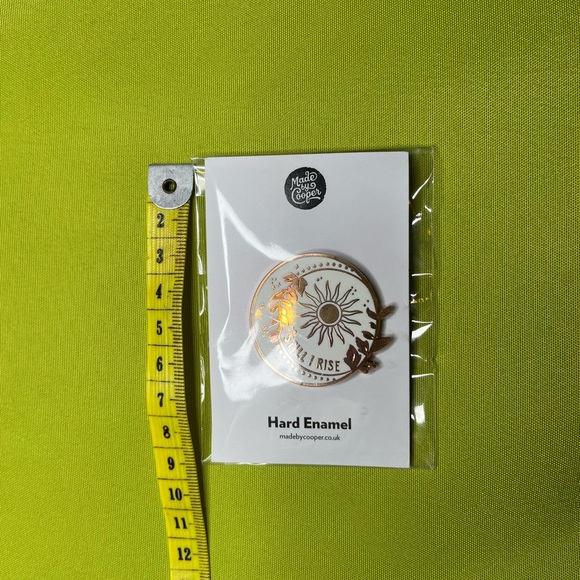 Made
by
Cooper
I RISE
Hard Enamel
madebycooper.co.uk
2
3
4
5
6
7
8
9
10
11
12